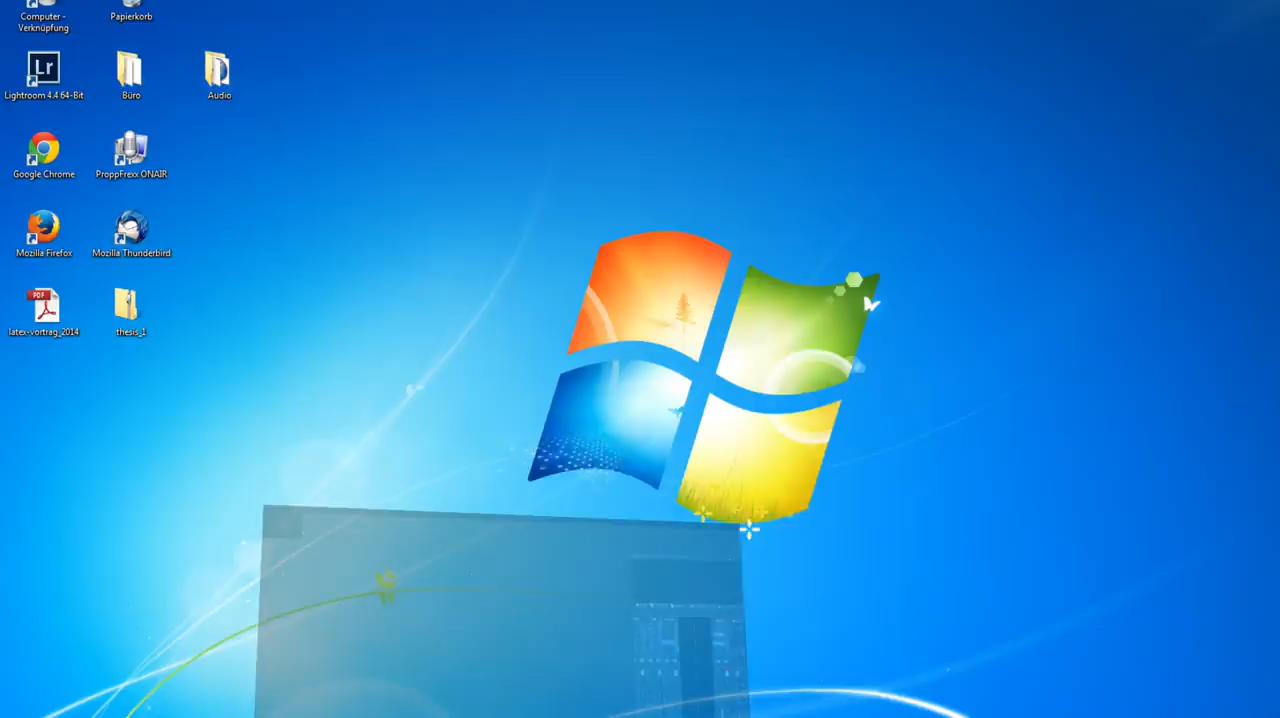 Computer -
Verknüpfung
Papierkorb
Lr
Lightroom 4.4 64-Bit
Büro
Audio
Google Chrome
ProppFrexx ONAIR
Mozilla Firefox
Mozilla Thunderbird
PDF
latex-vortrag_2014
thesis_1